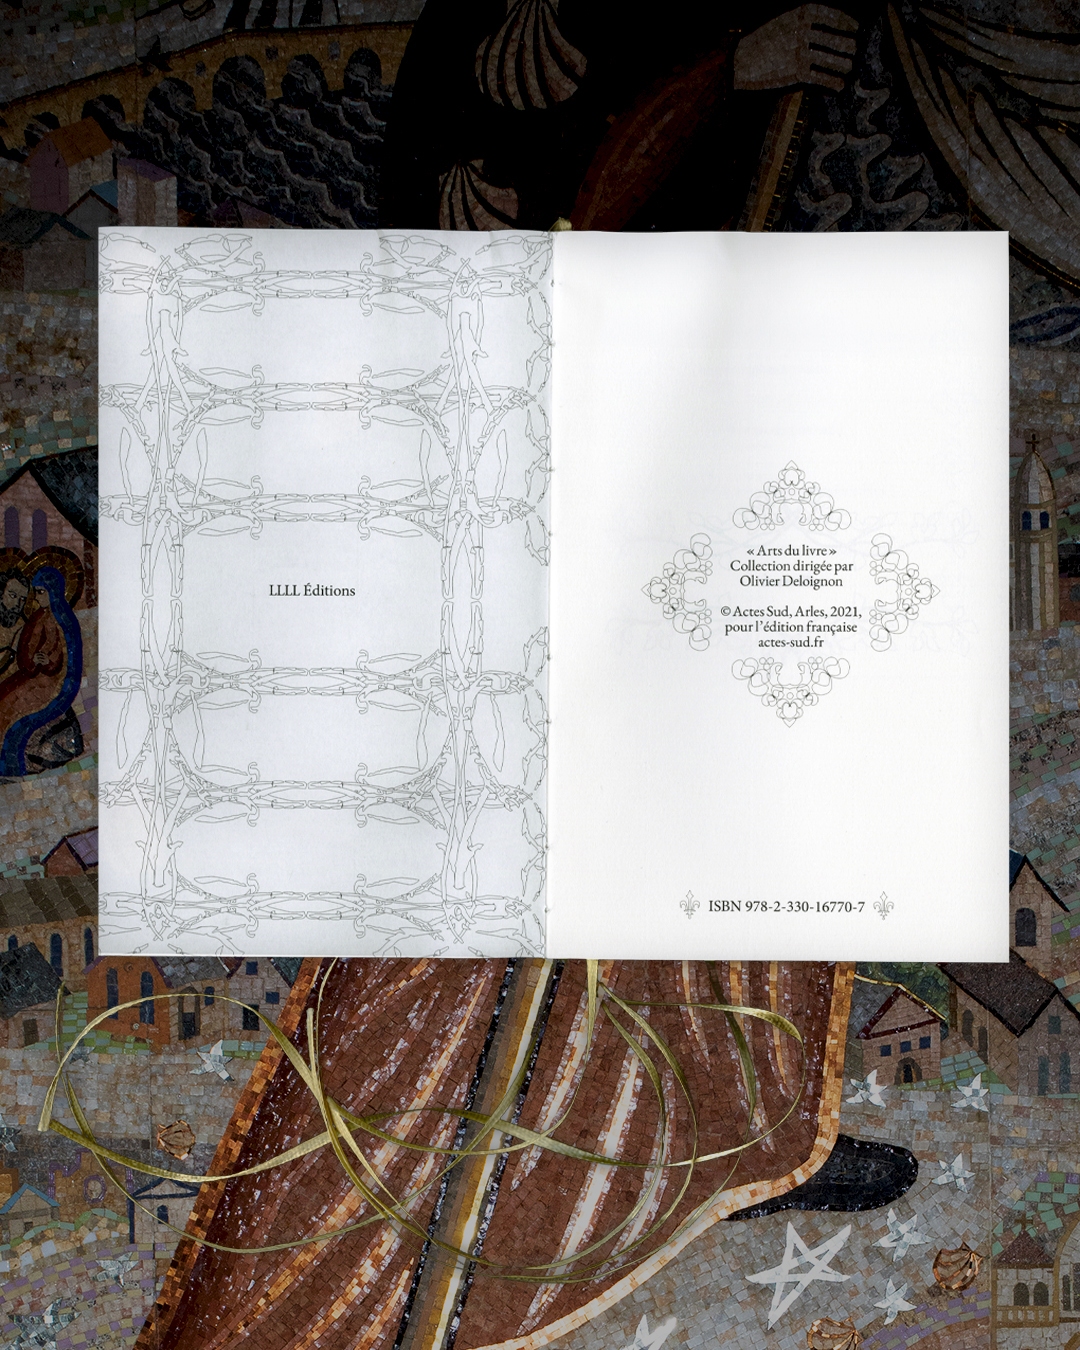 LLLL Éditions
« Arts du livre »
Collection dirigée par
Olivier Deloignon
© Actes Sud, Arles, 2021,
pour l’édition française
actes-sud.fr
ISBN 978-2-330-16770-7